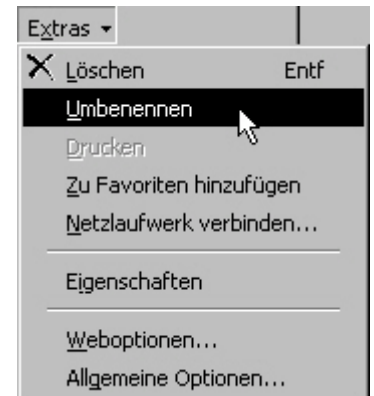 Extras
Löschen Entf
Umbenennen
Drucken
Zu Favoriten hinzufügen
Netzlaufwerk verbinden...
Eigenschaften
Weboptionen...
Allgemeine Optionen...